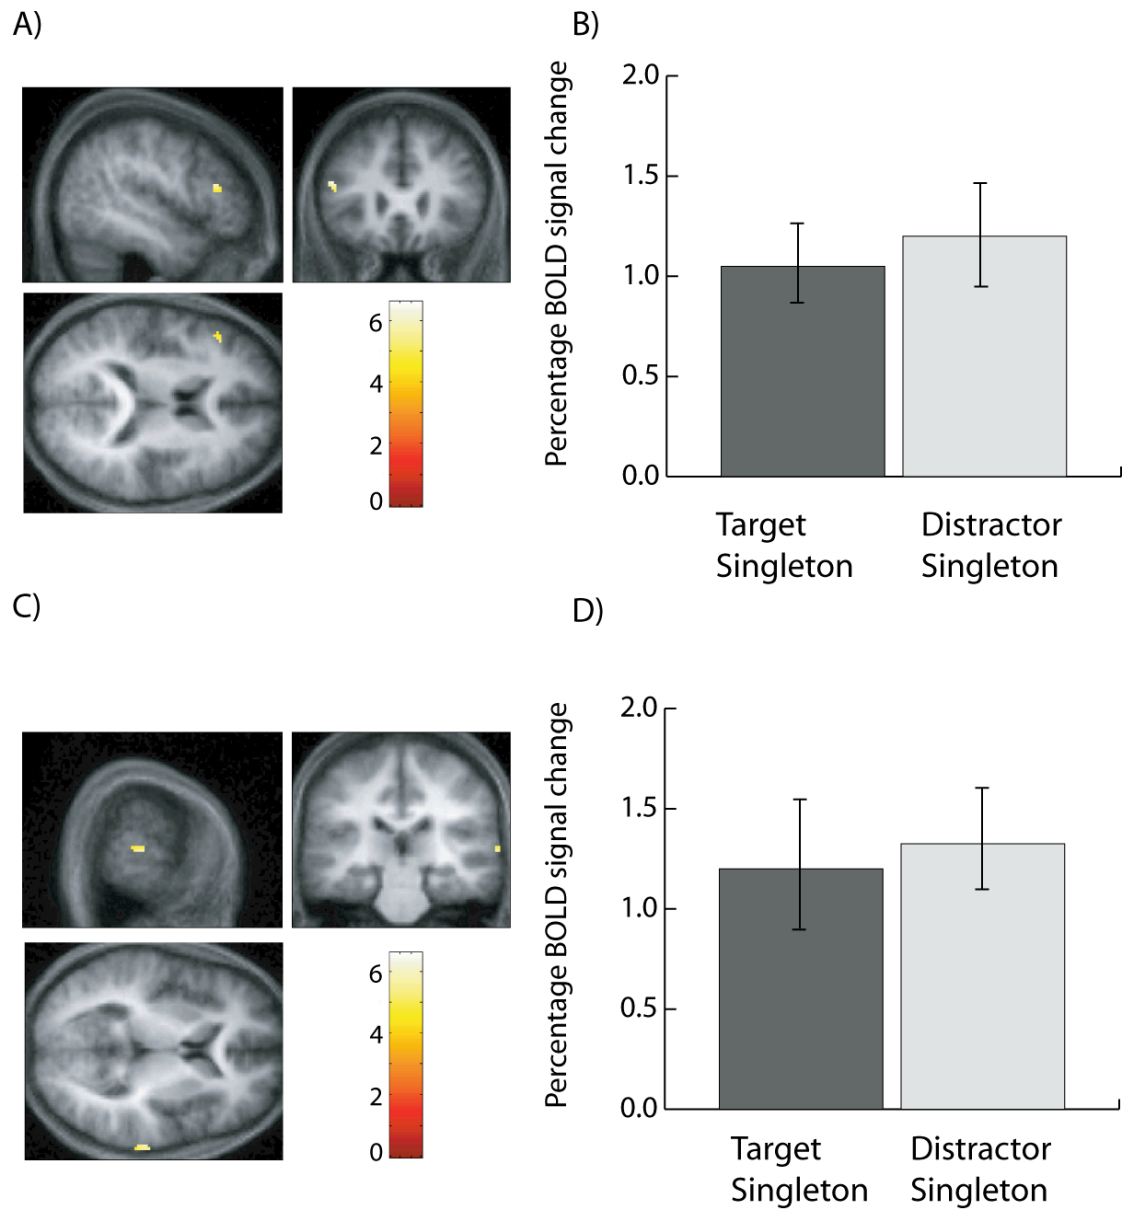 A)
6
4
2
0
B)
Percentage BOLD signal change
2.0
1.5
1.0
0.5
0.0
Target
Singleton
Distractor
Singleton
C)
6
4
2
0
D)
Percentage BOLD signal change
2.0
1.5
1.0
0.5
0.0
Target
Singleton
Distractor
Singleton